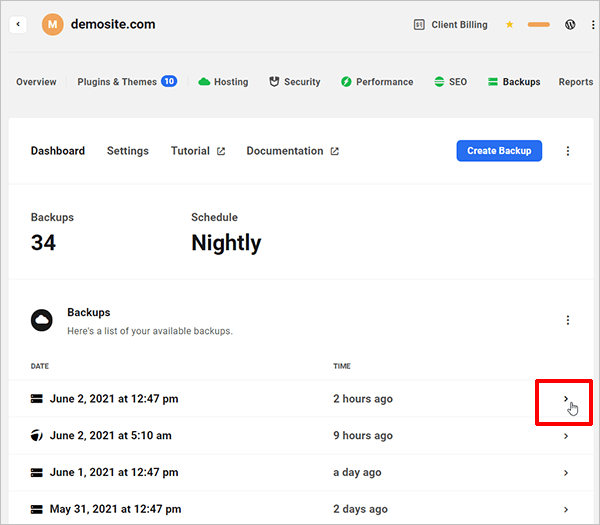 M demosite.com Client Billing
Overview Plugins & Themes 10 Hosting Security Performance SEO Backups Reports
Dashboard Settings Tutorial Documentation Create Backup
Backups Schedule
34 Nightly
Backups
Here's a list of your available backups.
DATE TIME
June 2, 2021 at 12:47 pm 2 hours ago
June 2, 2021 at 5:10 am 9 hours ago
June 1, 2021 at 12:47 pm a day ago
May 31, 2021 at 12:47 pm 2 days ago